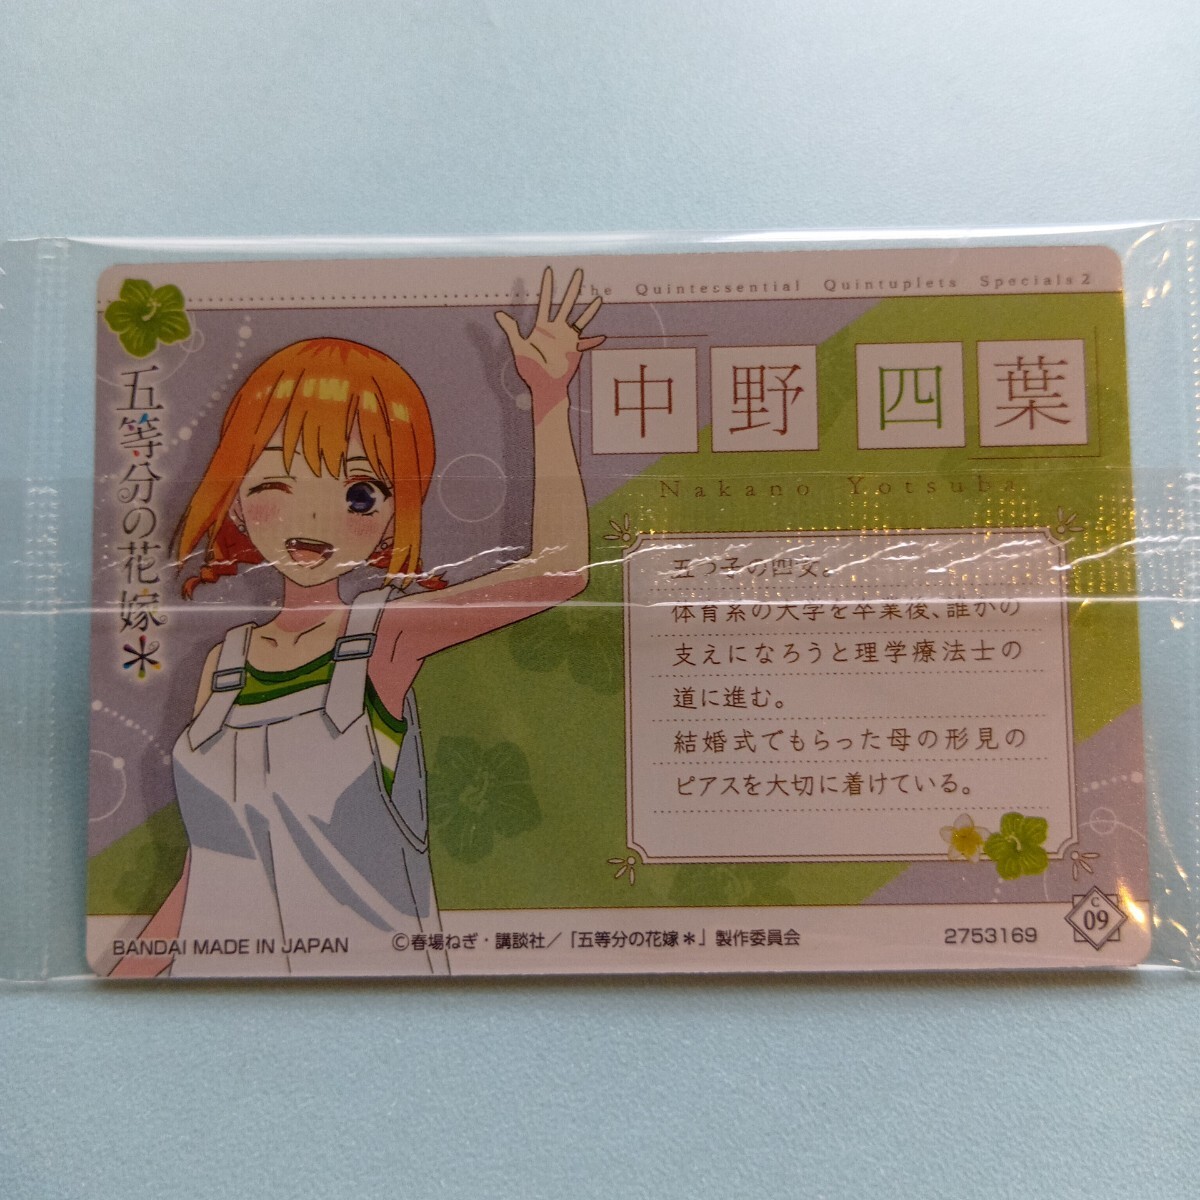 The Quintessential Quintuplets Specials 2
五等分の花嫁*
中野 四葉
Nakano Yotsuba
五つ子の四女。
体育系の大学を卒業後、誰かの
支えになろうと理学療法士の
道に進む。
結婚式でもらった母の形見の
ピアスを大切に着けている。
BANDAI MADE IN JAPAN
©春場ねぎ・講談社／「五等分の花嫁*」製作委員会
2753169
C
09